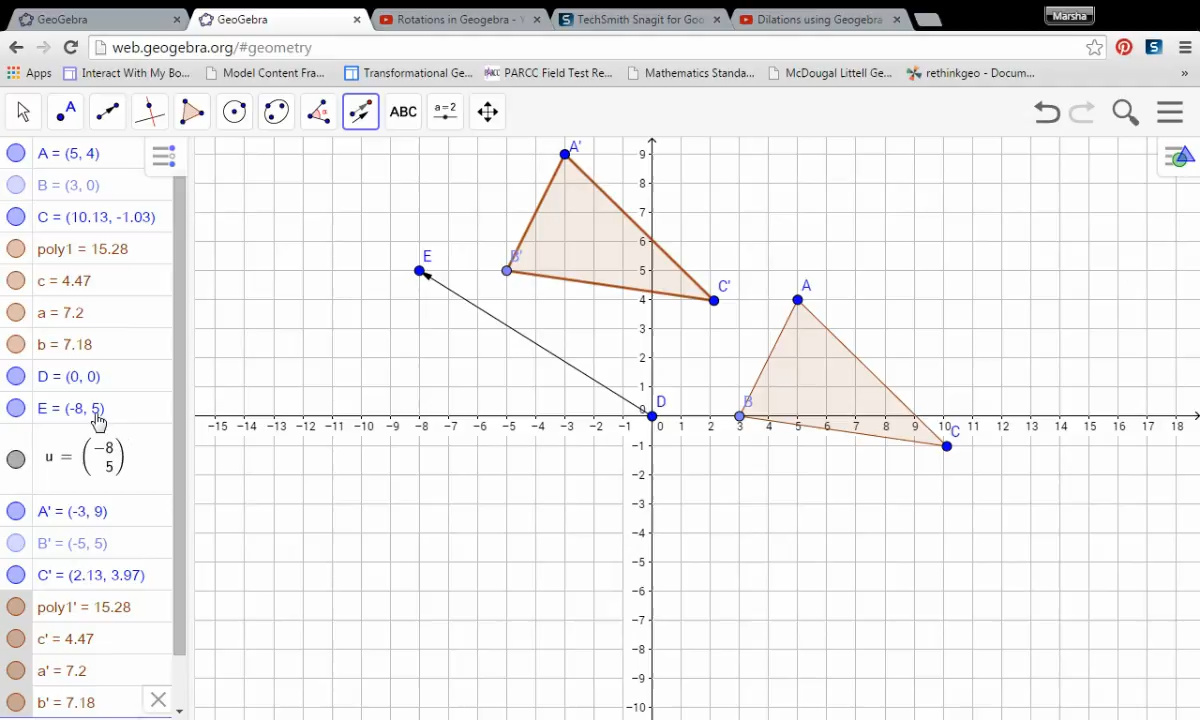 GeoGebra
GeoGebra
Rotations in Geogebra - Y
TechSmith Snagit for Goo
Dilations using Geogebra
Marsha
web.geogebra.org/#geometry
Apps
Interact With My Bo...
Model Content Fra...
Transformational Ge...
PARCC Field Test Re...
Mathematics Standa...
McDougal Littell Ge...
rethinkgeo - Docum...
»
A
ABC
a=2
A = (5, 4)
B = (3, 0)
C = (10.13, -1.03)
poly1 = 15.28
c = 4.47
a = 7.2
b = 7.18
D = (0, 0)
E = (-8, 5)
u = (−8
5)
A' = (-3, 9)
B' = (-5, 5)
C' = (2.13, 3.97)
poly1' = 15.28
c' = 4.47
a' = 7.2
b' = 7.18
A'
B'
C'
E
A
D
B
C
9
8
7
6
5
4
3
2
1
0
−15 −14 −13 −12 −11 −10 −9 −8 −7 −6 −5 −4 −3 −2 −1 0 1 2 3 4 5 6 7 8 9 10 11 12 13 14 15 16 17 18
−1
−2
−3
−4
−5
−6
−7
−8
−9
−10